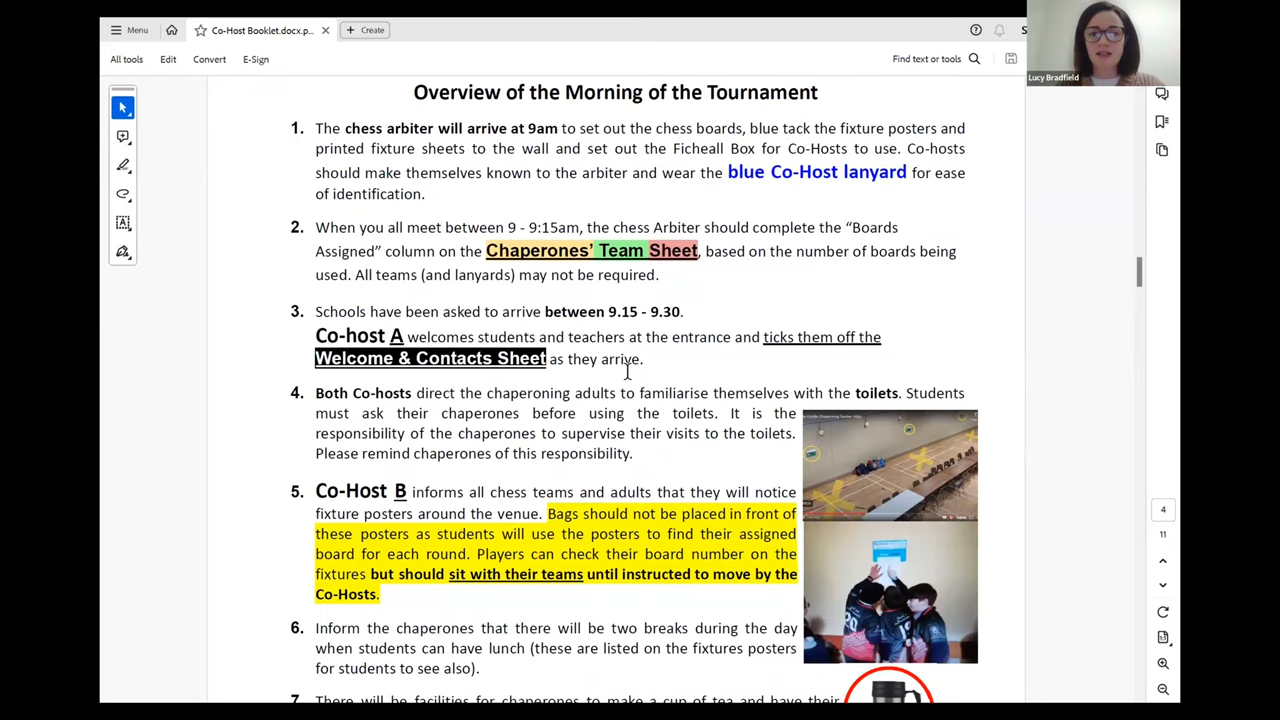 Menu
Co-Host Booklet.docx.p...
Create
All tools
Edit
Convert
E-Sign
Find text or tools
Lucy Bradfield
Overview of the Morning of the Tournament
1. The chess arbiter will arrive at 9am to set out the chess boards, blue tack the fixture posters and
printed fixture sheets to the wall and set out the Ficheall Box for Co-Hosts to use. Co-hosts
should make themselves known to the arbiter and wear the blue Co-Host lanyard for ease
of identification.
2. When you all meet between 9 - 9:15am, the chess Arbiter should complete the “Boards
Assigned” column on the Chaperones’ Team Sheet, based on the number of boards being
used. All teams (and lanyards) may not be required.
3. Schools have been asked to arrive between 9.15 - 9.30.
Co-host A welcomes students and teachers at the entrance and ticks them off the
Welcome & Contacts Sheet as they arrive.
4. Both Co-hosts direct the chaperoning adults to familiarise themselves with the toilets. Students
must ask their chaperones before using the toilets. It is the
responsibility of the chaperones to supervise their visits to the toilets.
Please remind chaperones of this responsibility.
5. Co-Host B informs all chess teams and adults that they will notice
fixture posters around the venue. Bags should not be placed in front of
these posters as students will use the posters to find their assigned
board for each round. Players can check their board number on the
fixtures but should sit with their teams until instructed to move by the
Co-Hosts.
6. Inform the chaperones that there will be two breaks during the day
when students can have lunch (these are listed on the fixtures posters
for students to see also).
7. There will be facilities for chaperones to make a cup of tea and have their
4
11